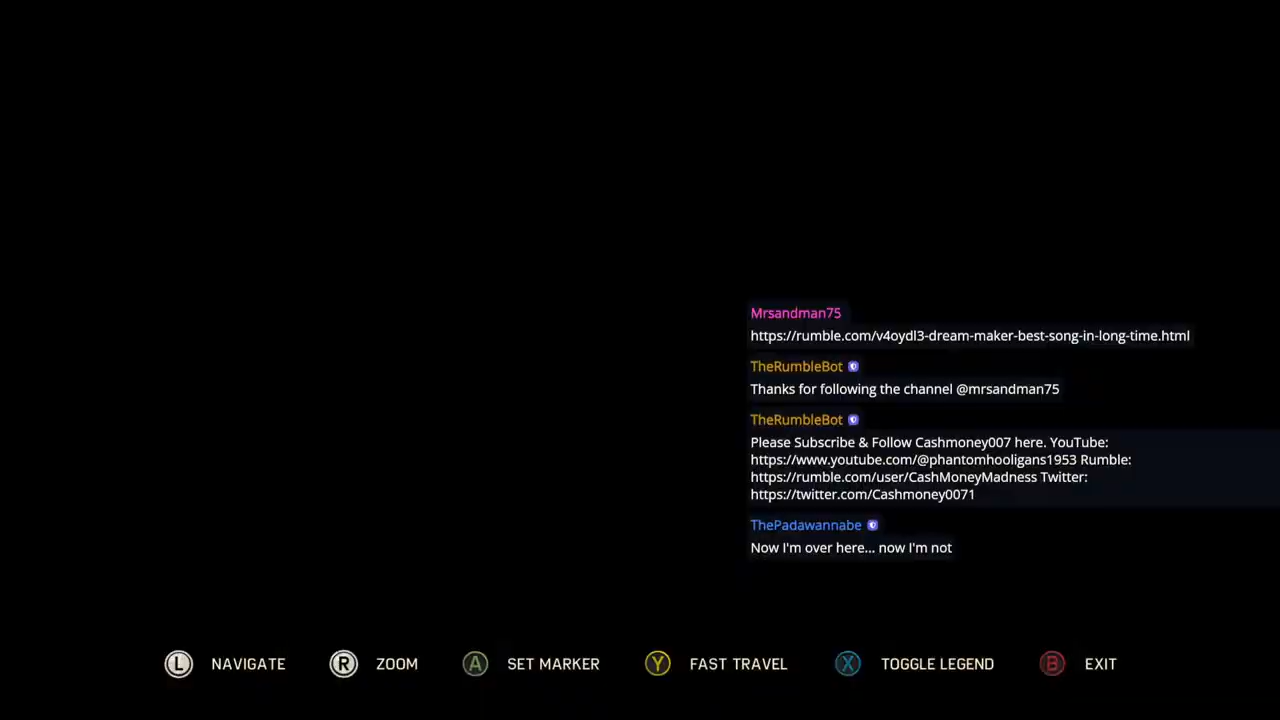 Mrsandman75
https://rumble.com/v4oydl3-dream-maker-best-song-in-long-time.html
TheRumbleBot
Thanks for following the channel @mrsandman75
TheRumbleBot
Please Subscribe & Follow Cashmoney007 here. YouTube:
https://www.youtube.com/@phantomhooligans1953 Rumble:
https://rumble.com/user/CashMoneyMadness Twitter:
https://twitter.com/Cashmoney0071
ThePadawannabe
Now I'm over here... now I'm not
L NAVIGATE R ZOOM A SET MARKER Y FAST TRAVEL X TOGGLE LEGEND B EXIT